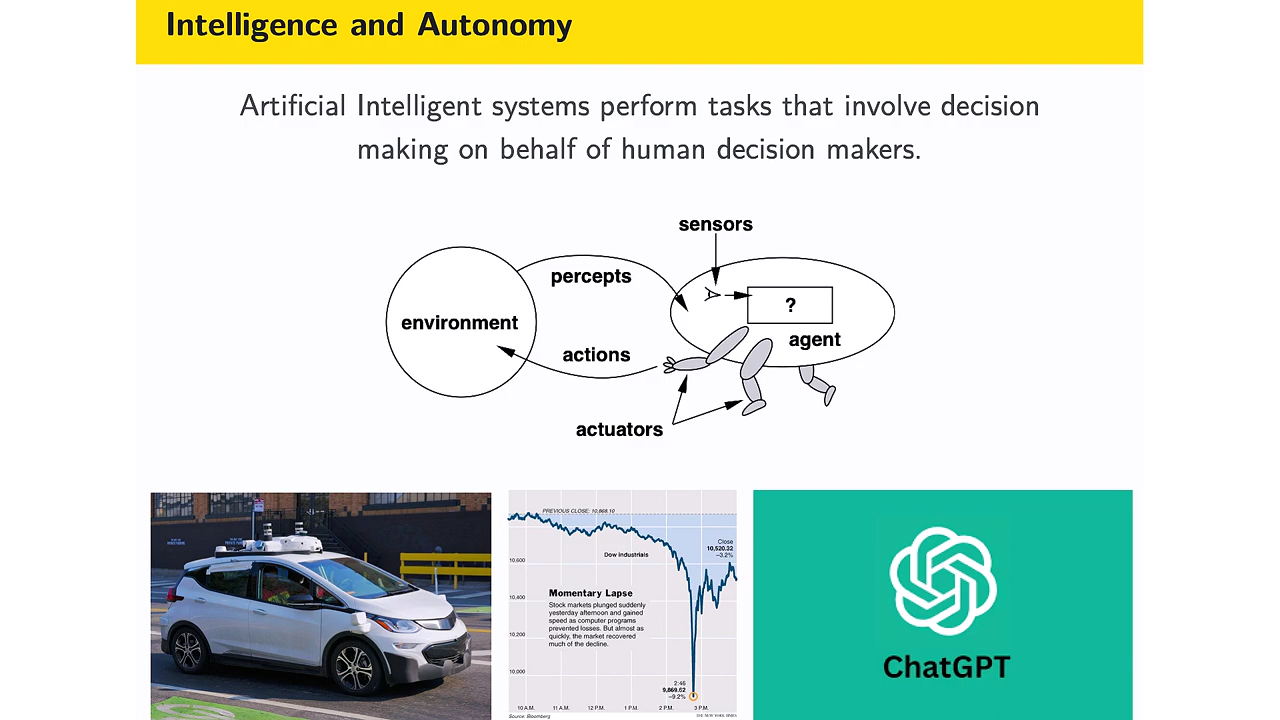 Intelligence and Autonomy
Artificial Intelligent systems perform tasks that involve decision
making on behalf of human decision makers.
sensors
percepts
?
environment
agent
actions
actuators
PREVIOUS CLOSE: 10,868.10
Close
10,520.32
–3.2%
Dow industrials
10,600
Momentary Lapse
Stock markets plunged suddenly
yesterday afternoon and gained
speed as computer programs
prevented losses. But almost as
quickly, the market recovered
much of the decline.
10,400
10,200
10,000
2:46
9,869.62
–9.2%
10 A.M. 11 A.M. 12 P.M. 1 P.M. 2 P.M. 3 P.M.
Source: Bloomberg
THE NEW YORK TIMES
ChatGPT